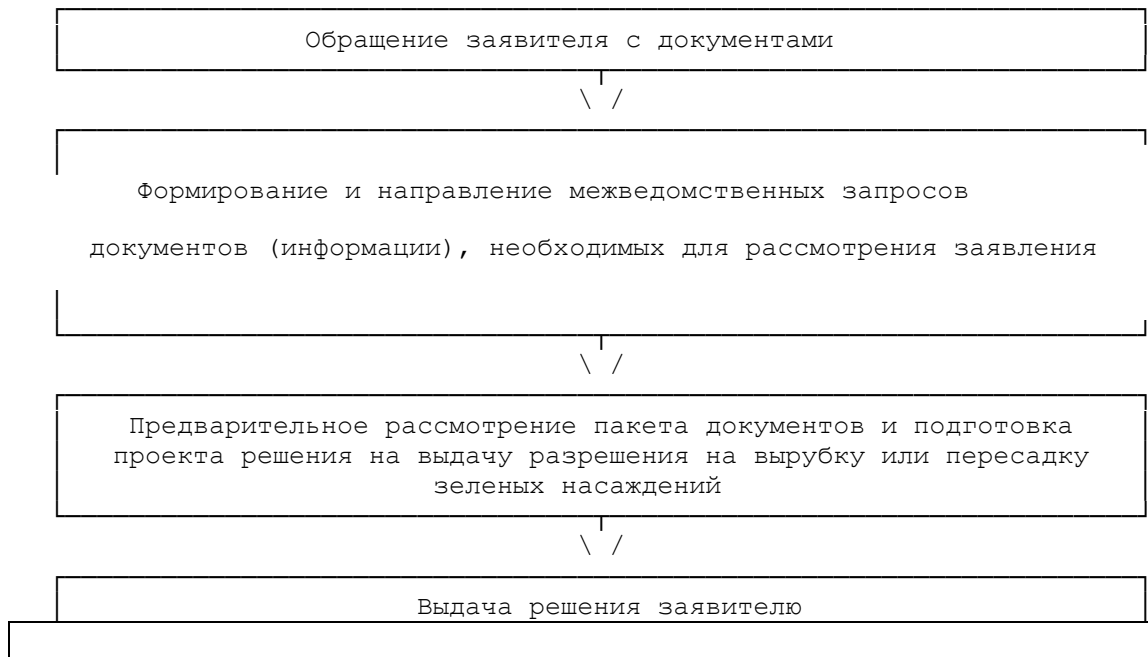 Обращение заявителя с документами
Формирование и направление межведомственных запросов
документов (информации), необходимых для рассмотрения заявления
Предварительное рассмотрение пакета документов и подготовка
проекта решения на выдачу разрешения на вырубку или пересадку
зеленых насаждений
Выдача решения заявителю